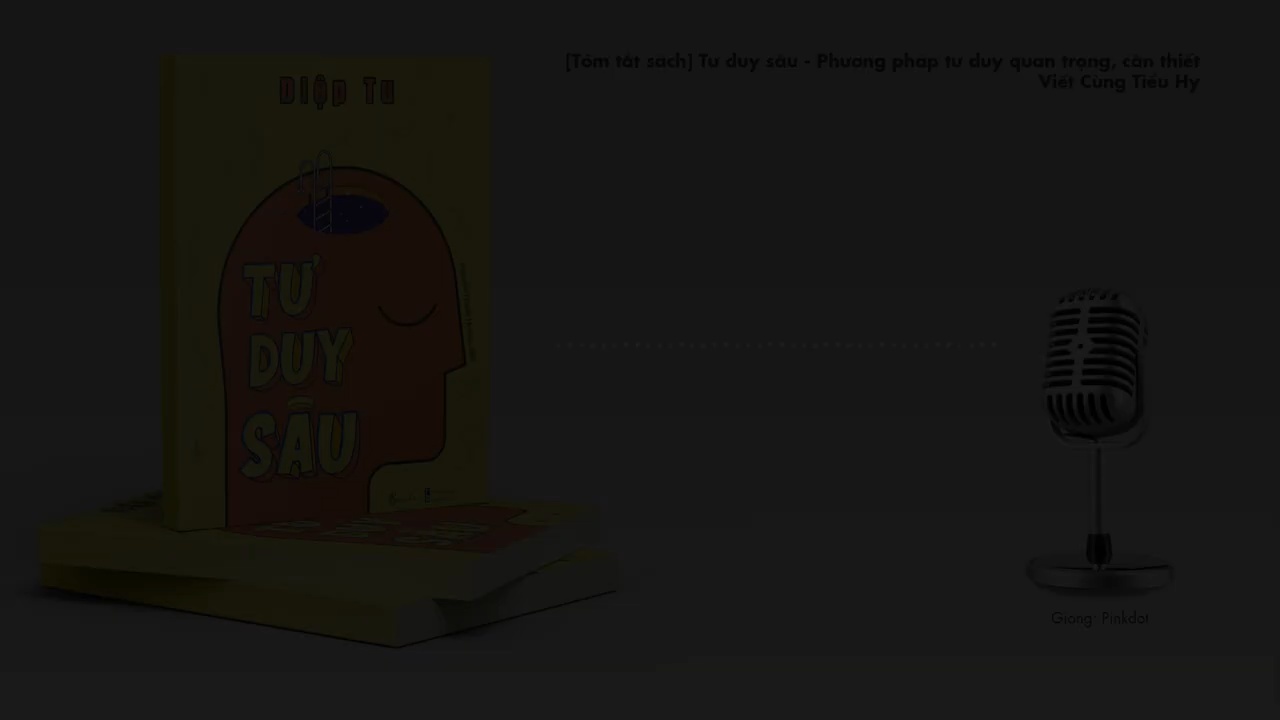 [Tóm tắt sách] Tư duy sâu - Phương pháp tư duy quan trọng, cần thiết
Viết Cùng Tiểu Hy
Diệp Tu
TƯ
DUY
SÂU
Giọng: Pinkdot